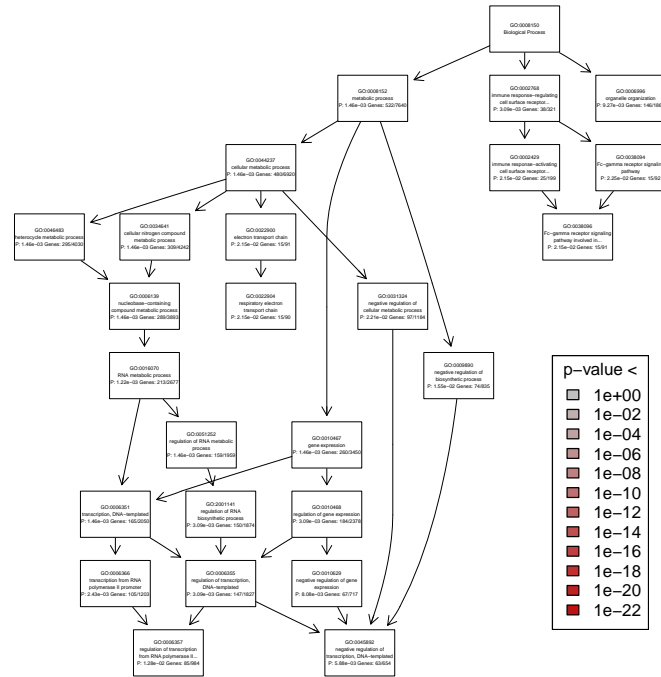 GO:0008150
Biological Process
GO:0008152
metabolic process
P: 1.46e−03 Genes: 522/7640
GO:0002768
immune response−regulating
cell surface receptor...
P: 3.09e−03 Genes: 38/321
GO:0006996
organelle organization
P: 9.27e−03 Genes: 146/186
GO:0044237
cellular metabolic process
P: 1.46e−03 Genes: 480/6920
GO:0002429
immune response−activating
cell surface receptor...
P: 2.15e−02 Genes: 25/199
GO:0038094
Fc−gamma receptor signaling
pathway
P: 2.25e−02 Genes: 15/92
GO:0046483
heterocycle metabolic process
P: 1.46e−03 Genes: 295/4030
GO:0034641
cellular nitrogen compound
metabolic process
P: 1.46e−03 Genes: 309/4242
GO:0022900
electron transport chain
P: 2.15e−02 Genes: 15/91
GO:0038096
Fc−gamma receptor signaling
pathway involved in...
P: 2.15e−02 Genes: 15/91
GO:0006139
nucleobase−containing
compound metabolic process
P: 1.46e−03 Genes: 289/3893
GO:0022904
respiratory electron
transport chain
P: 2.15e−02 Genes: 15/90
GO:0031324
negative regulation of
cellular metabolic process
P: 2.21e−02 Genes: 97/1184
GO:0016070
RNA metabolic process
P: 1.22e−03 Genes: 213/2677
GO:0009890
negative regulation of
biosynthetic process
P: 1.55e−02 Genes: 74/835
GO:0051252
regulation of RNA metabolic
process
P: 1.46e−03 Genes: 159/1959
GO:0010467
gene expression
P: 1.46e−03 Genes: 260/3450
GO:0006351
transcription, DNA−templated
P: 1.46e−03 Genes: 165/2050
GO:2001141
regulation of RNA
biosynthetic process
P: 3.09e−03 Genes: 150/1874
GO:0010468
regulation of gene expression
P: 3.09e−03 Genes: 184/2378
GO:0006366
transcription from RNA
polymerase II promoter
P: 2.43e−03 Genes: 105/1203
GO:0006355
regulation of transcription,
DNA−templated
P: 3.09e−03 Genes: 147/1827
GO:0010629
negative regulation of gene
expression
P: 8.06e−03 Genes: 67/717
GO:0006357
regulation of transcription
from RNA polymerase II...
P: 1.28e−02 Genes: 85/984
GO:0045892
negative regulation of
transcription, DNA−templated
P: 5.88e−03 Genes: 63/654
p−value <
1e+00
1e−02
1e−04
1e−06
1e−08
1e−10
1e−12
1e−14
1e−16
1e−18
1e−20
1e−22